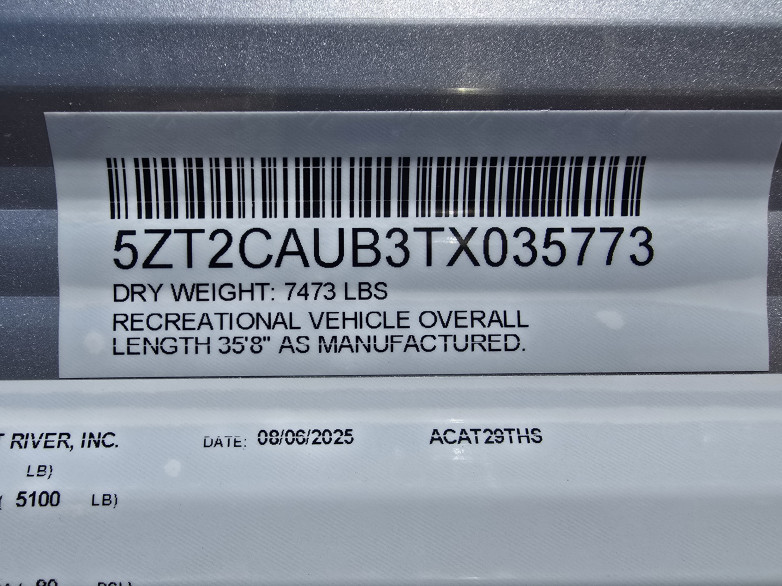 5ZT2CAUB3TX035773
DRY WEIGHT: 7473 LBS
RECREATIONAL VEHICLE OVERALL
LENGTH 35'8" AS MANUFACTURED.
RIVER, INC. DATE: 08/06/2025 ACAT29THS
LB)
( 5100 LB)